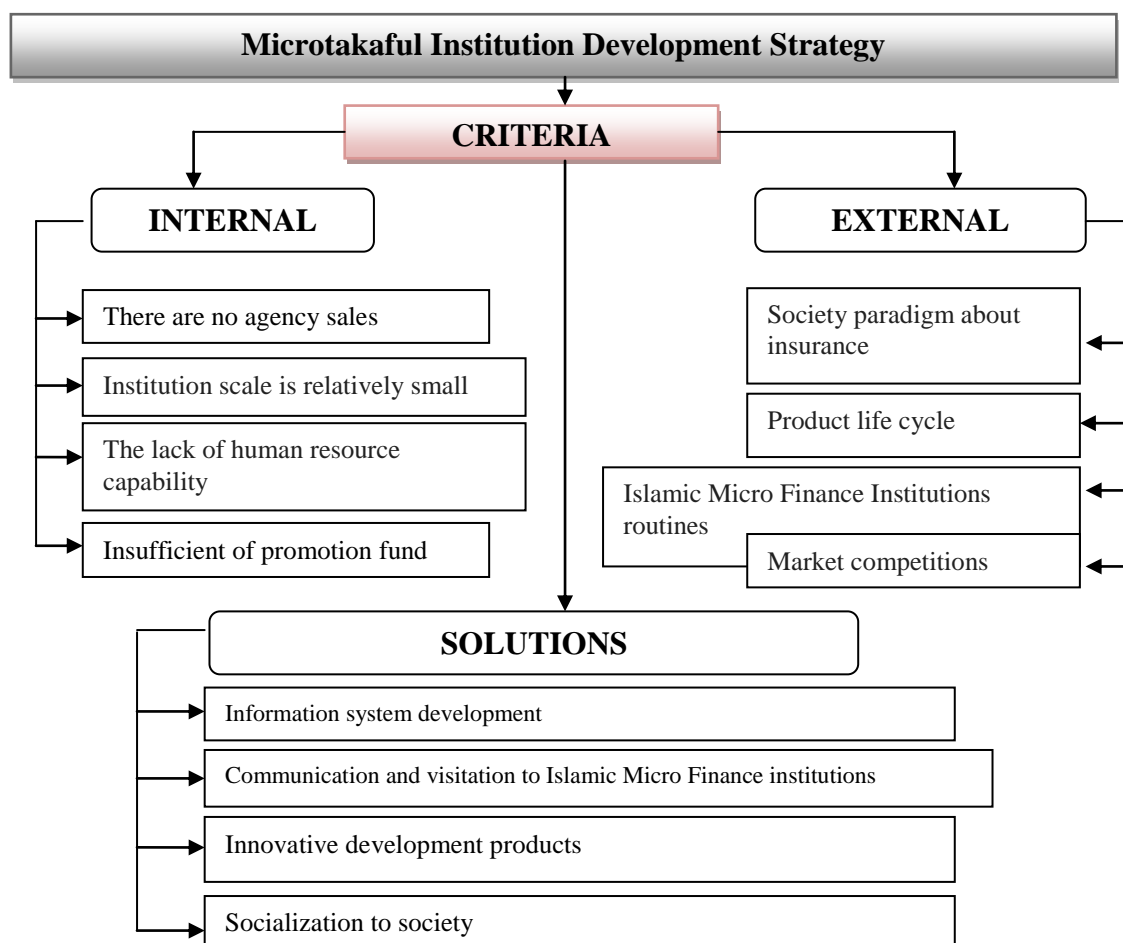 Microtakaful Institution Development Strategy
CRITERIA
INTERNAL
There are no agency sales
Institution scale is relatively small
The lack of human resource
capability
Insufficient of promotion fund
EXTERNAL
Society paradigm about
insurance
Product life cycle
Islamic Micro Finance Institutions
routines
Market competitions
SOLUTIONS
Information system development
Communication and visitation to Islamic Micro Finance institutions
Innovative development products
Socialization to society